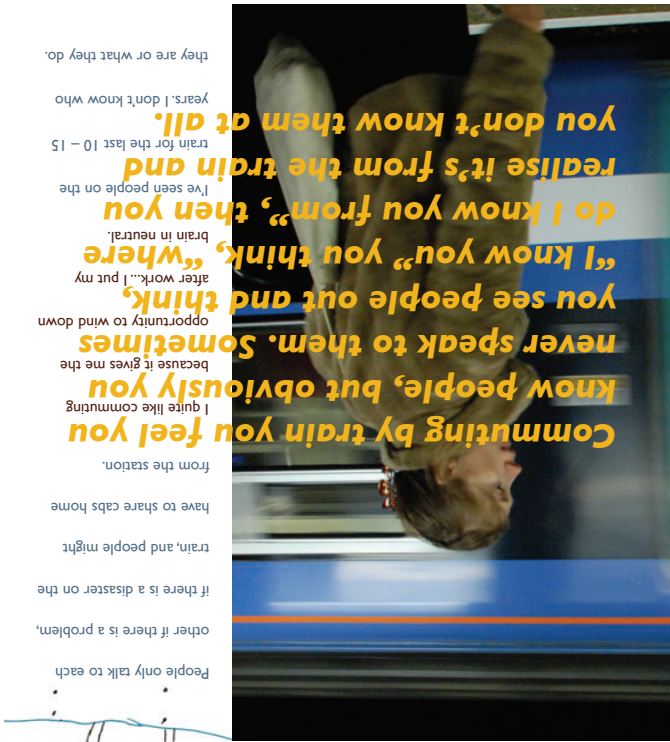 People only talk to each
other if there is a problem,
if there is a disaster on the
train, and people might
have to share cabs home
from the station.
Commuting by train you feel you
know people, but obviously you
never speak to them. Sometimes
you see people out and think,
“I know you” you think, “where
do I know you from”, then you
realise it’s from the train and
you don’t know them at all.
I quite like commuting
because it gives me the
opportunity to wind down
after work... I put my
brain in neutral.
I’ve seen people on the
train for the last 10 – 15
years. I don’t know who
they are or what they do.